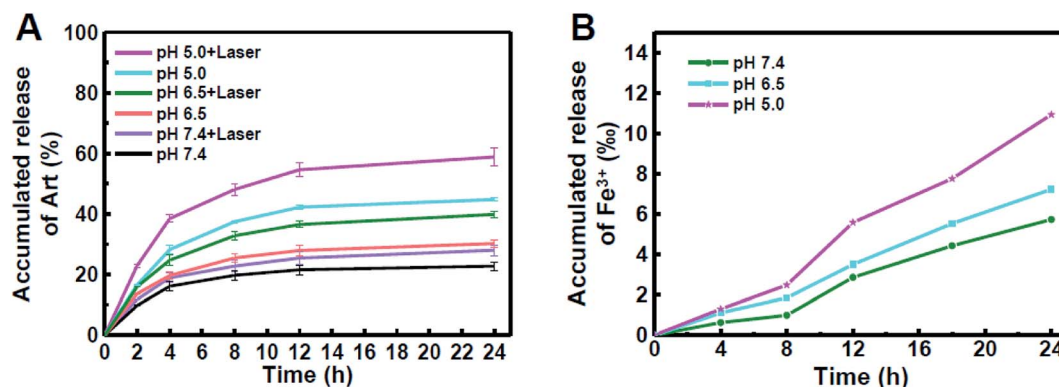 A
Accumulated release
of Art (%)
100
80
60
40
20
0
pH 5.0+Laser
pH 5.0
pH 6.5+Laser
pH 6.5
pH 7.4+Laser
pH 7.4
0 2 4 6 8 10 12 14 16 18 20 22 24
Time (h)
B
Accumulated release
of Fe³⁺ (‰)
14
12
10
8
6
4
2
0
pH 7.4
pH 6.5
pH 5.0
0 4 8 12 16 20 24
Time (h)